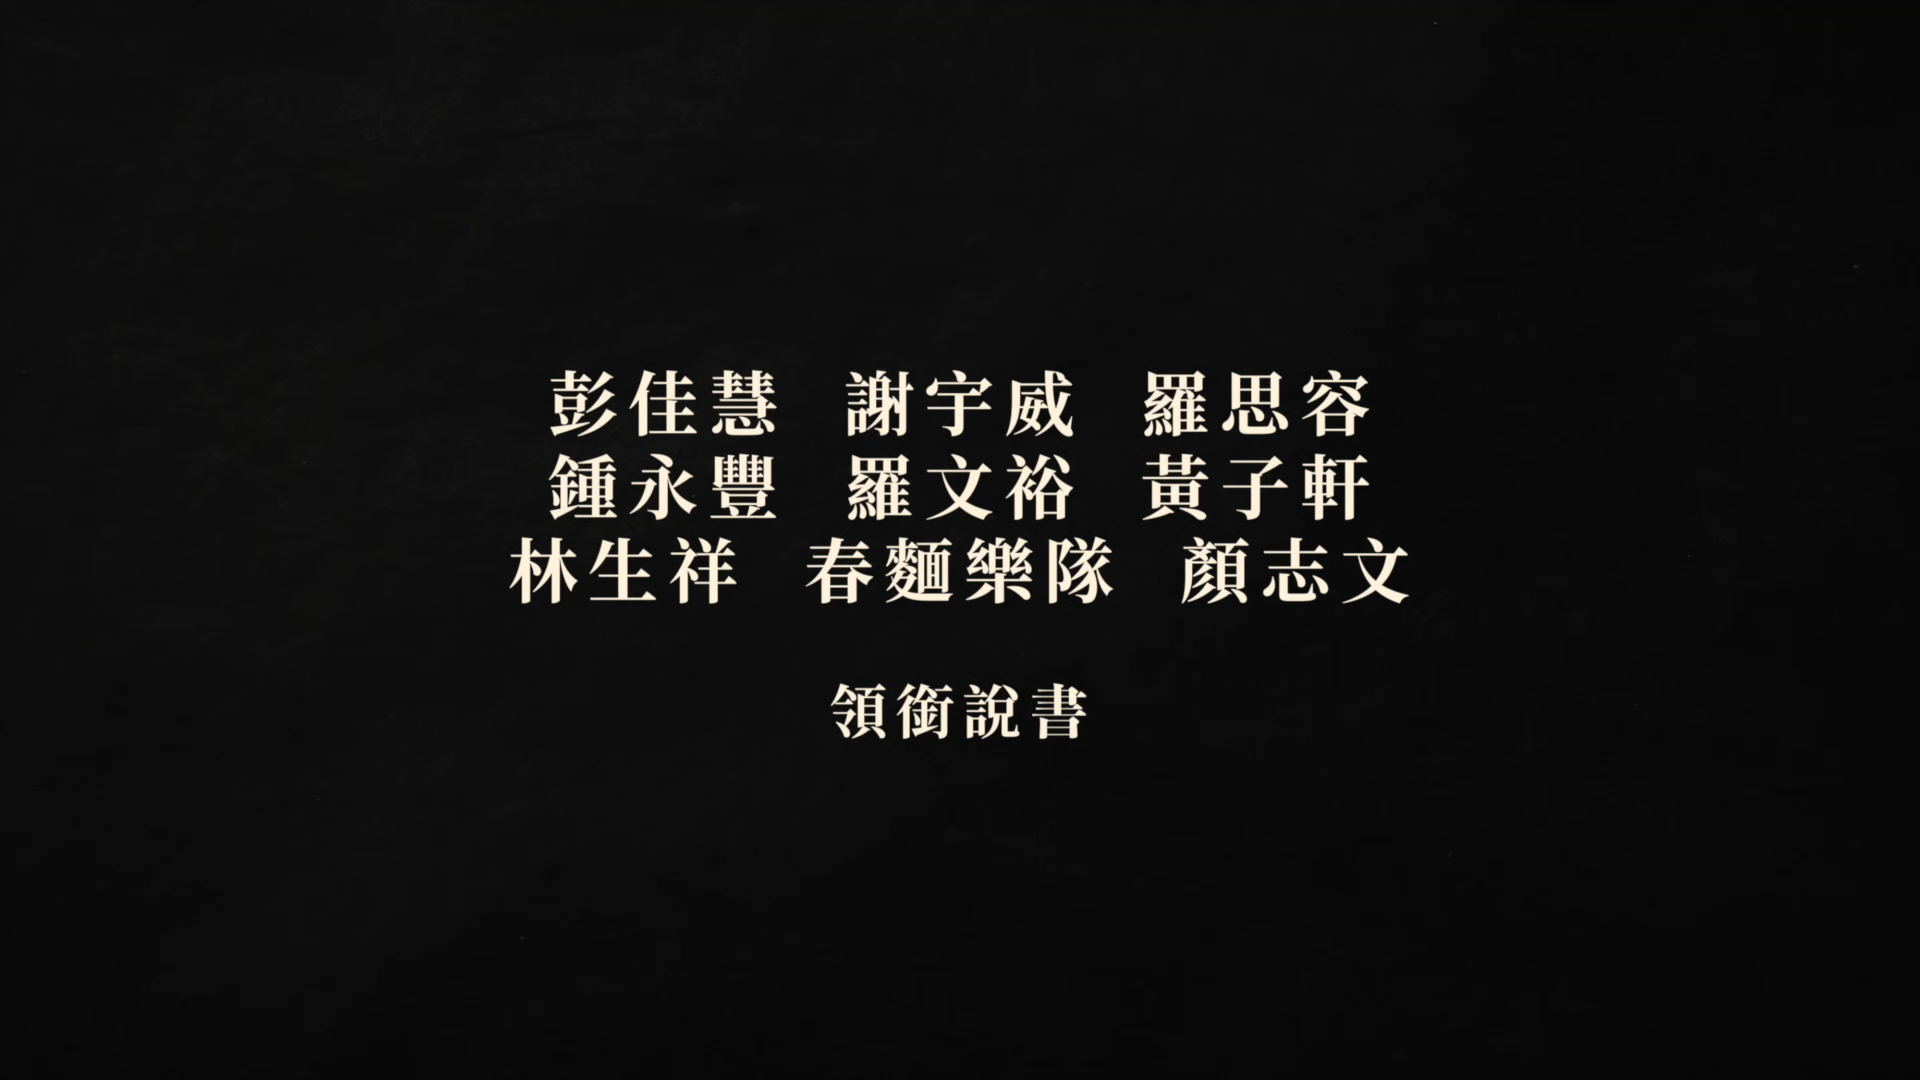 彭佳慧 謝宇威 羅思容
鍾永豐 羅文裕 黃子軒
林生祥 春麵樂隊 顏志文
領銜說書